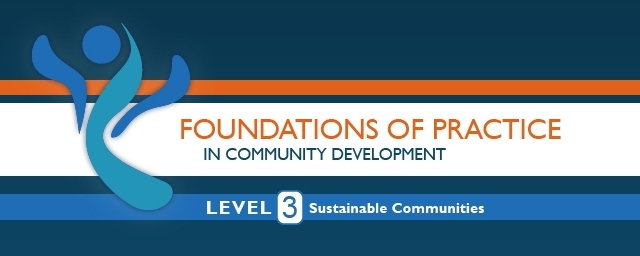 FOUNDATIONS OF PRACTICE
IN COMMUNITY DEVELOPMENT
LEVEL 3 Sustainable Communities